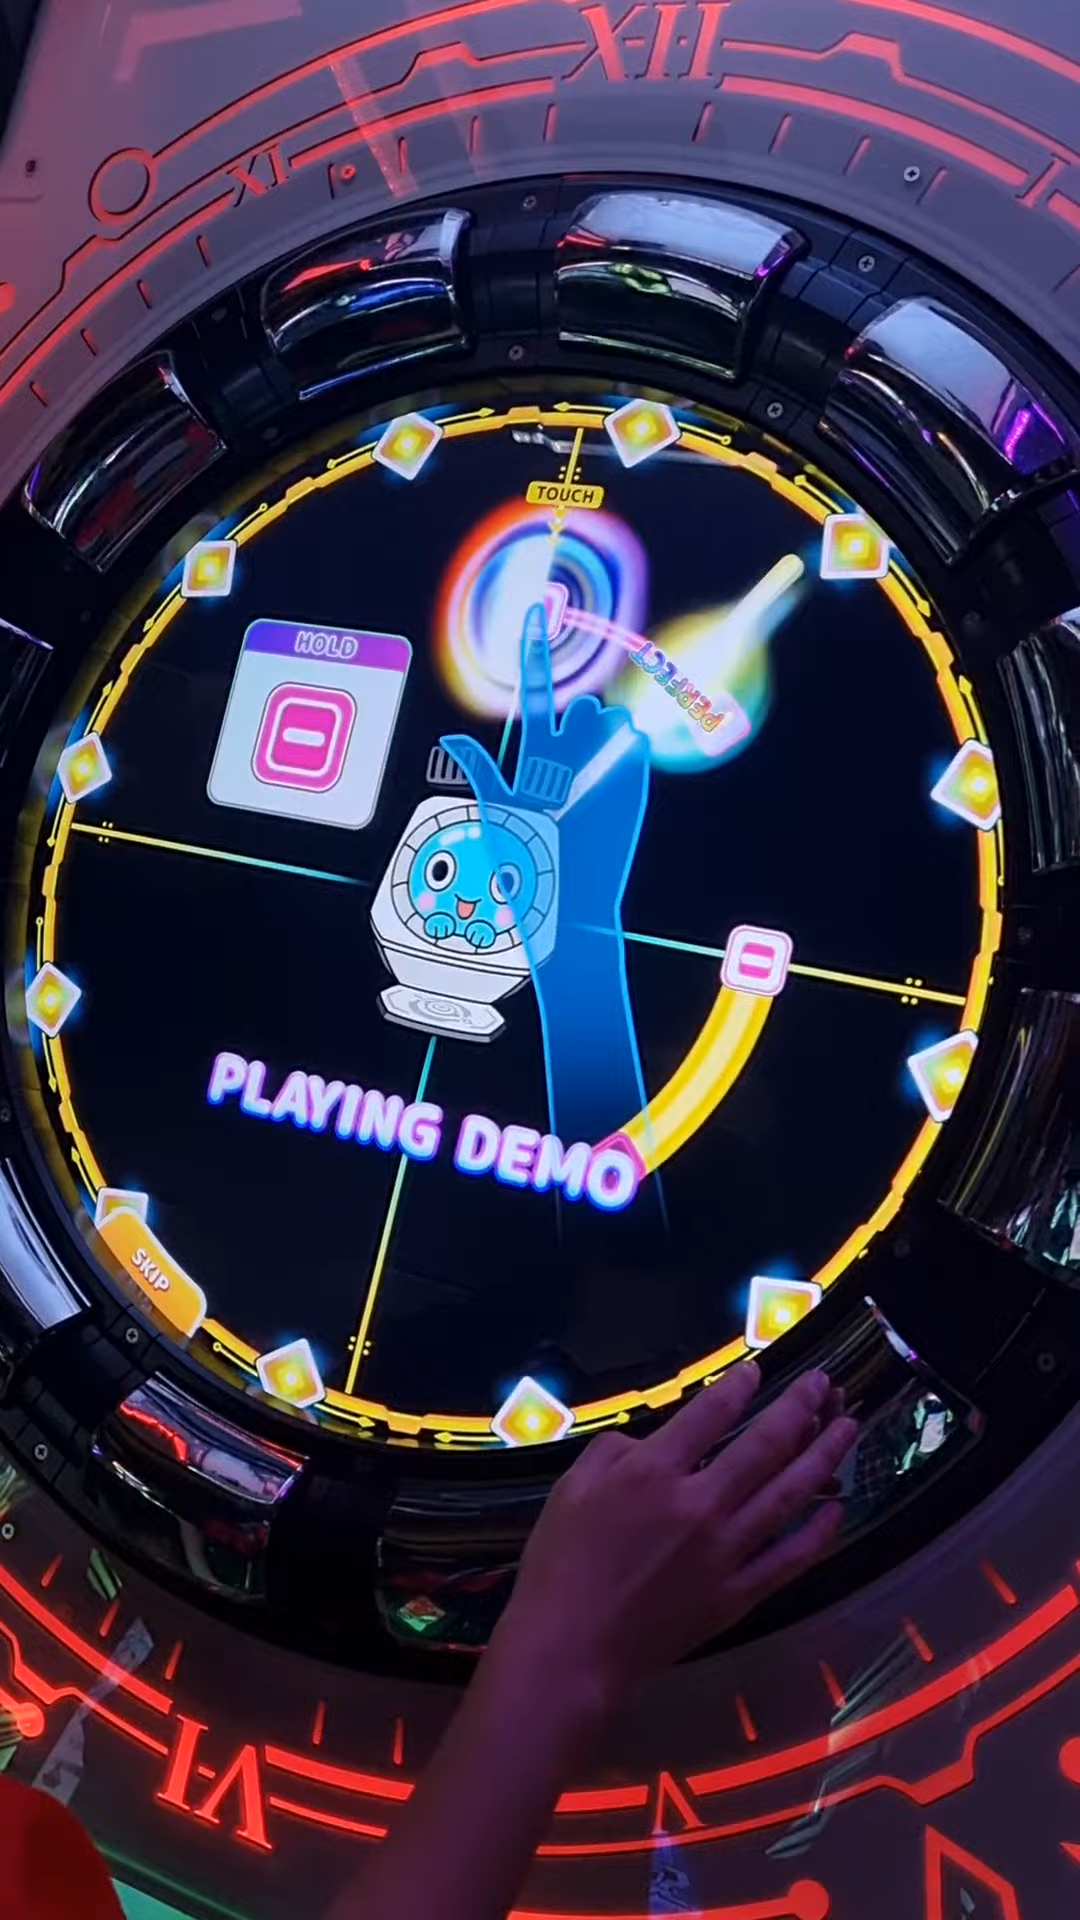 XII
XI
I
TOUCH
HOLD
PERFECT
PLAYING DEMO
SKIP
VI
V